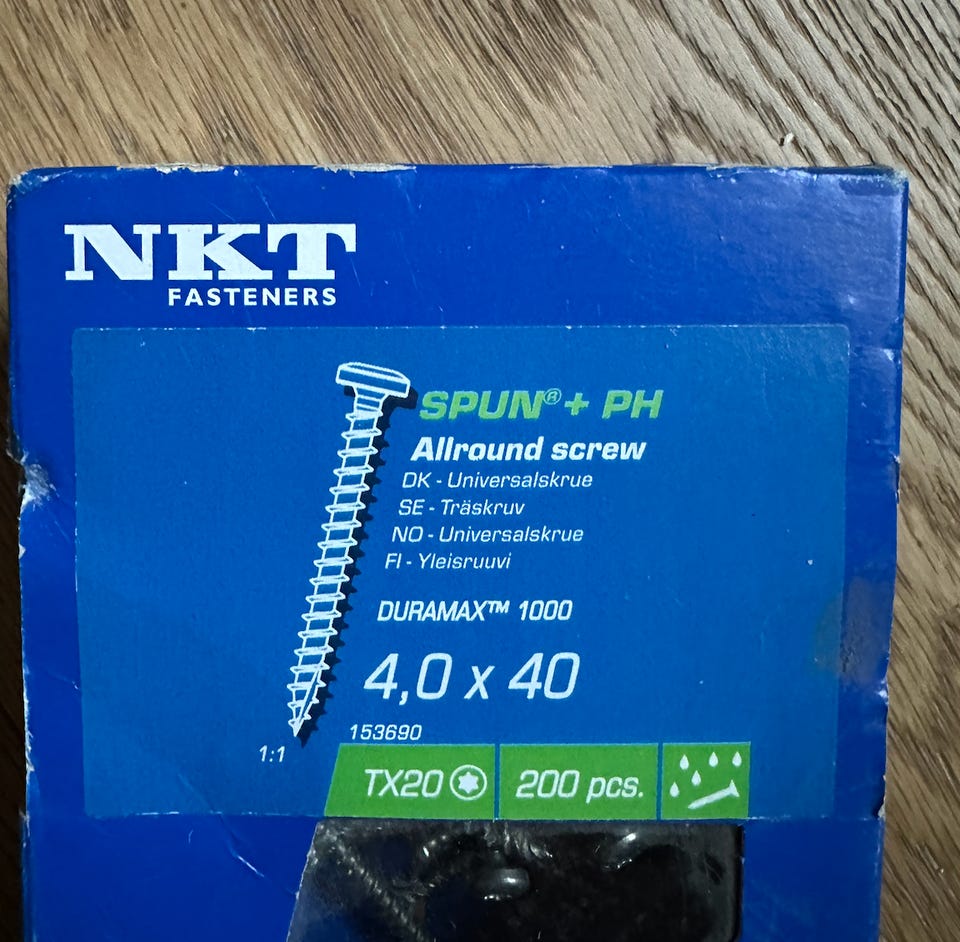 NKT
FASTENERS
SPUN®+ PH
Allround screw
DK - Universalskrue
SE - Träskruv
NO - Universalskrue
FI - Yleisruuvi
DURAMAX™ 1000
4,0 x 40
153690
1:1
TX20
200 pcs.